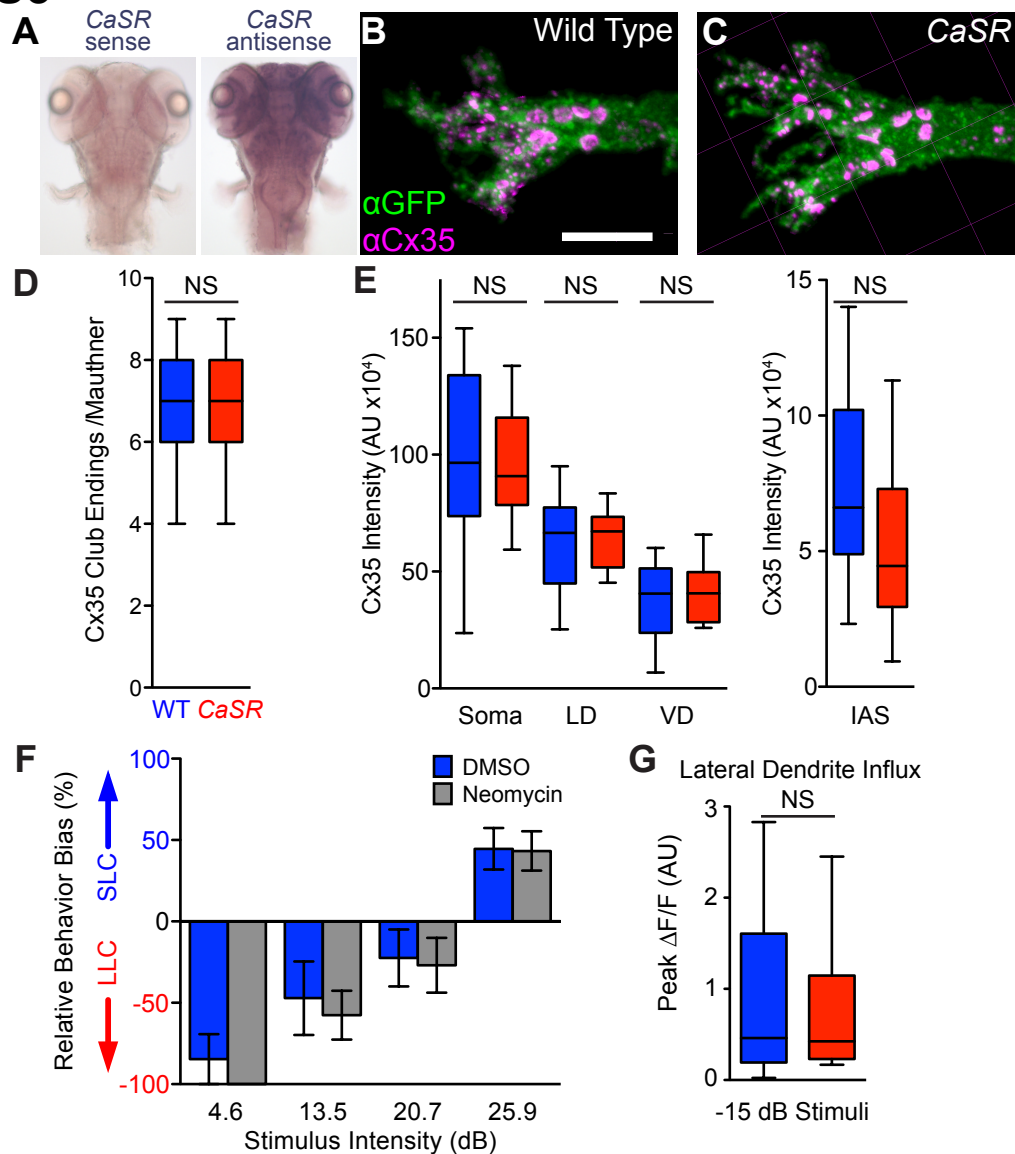 A
CaSR
sense
CaSR
antisense
B
Wild Type
αGFP
αCx35
C
CaSR
D
NS
Cx35 Club Endings /Mauthner
10
8
6
4
2
0
WT CaSR
E
NS
NS
NS
Cx35 Intensity (AU x10⁴)
150
100
50
0
Soma
LD
VD
NS
Cx35 Intensity (AU x10⁴)
15
10
5
0
IAS
F
Relative Behavior Bias (%)
SLC
LLC
100
50
0
-50
-100
DMSO
Neomycin
4.6
13.5
20.7
25.9
Stimulus Intensity (dB)
G
Lateral Dendrite Influx
NS
Peak ΔF/F (AU)
3
2
1
0
-15 dB Stimuli